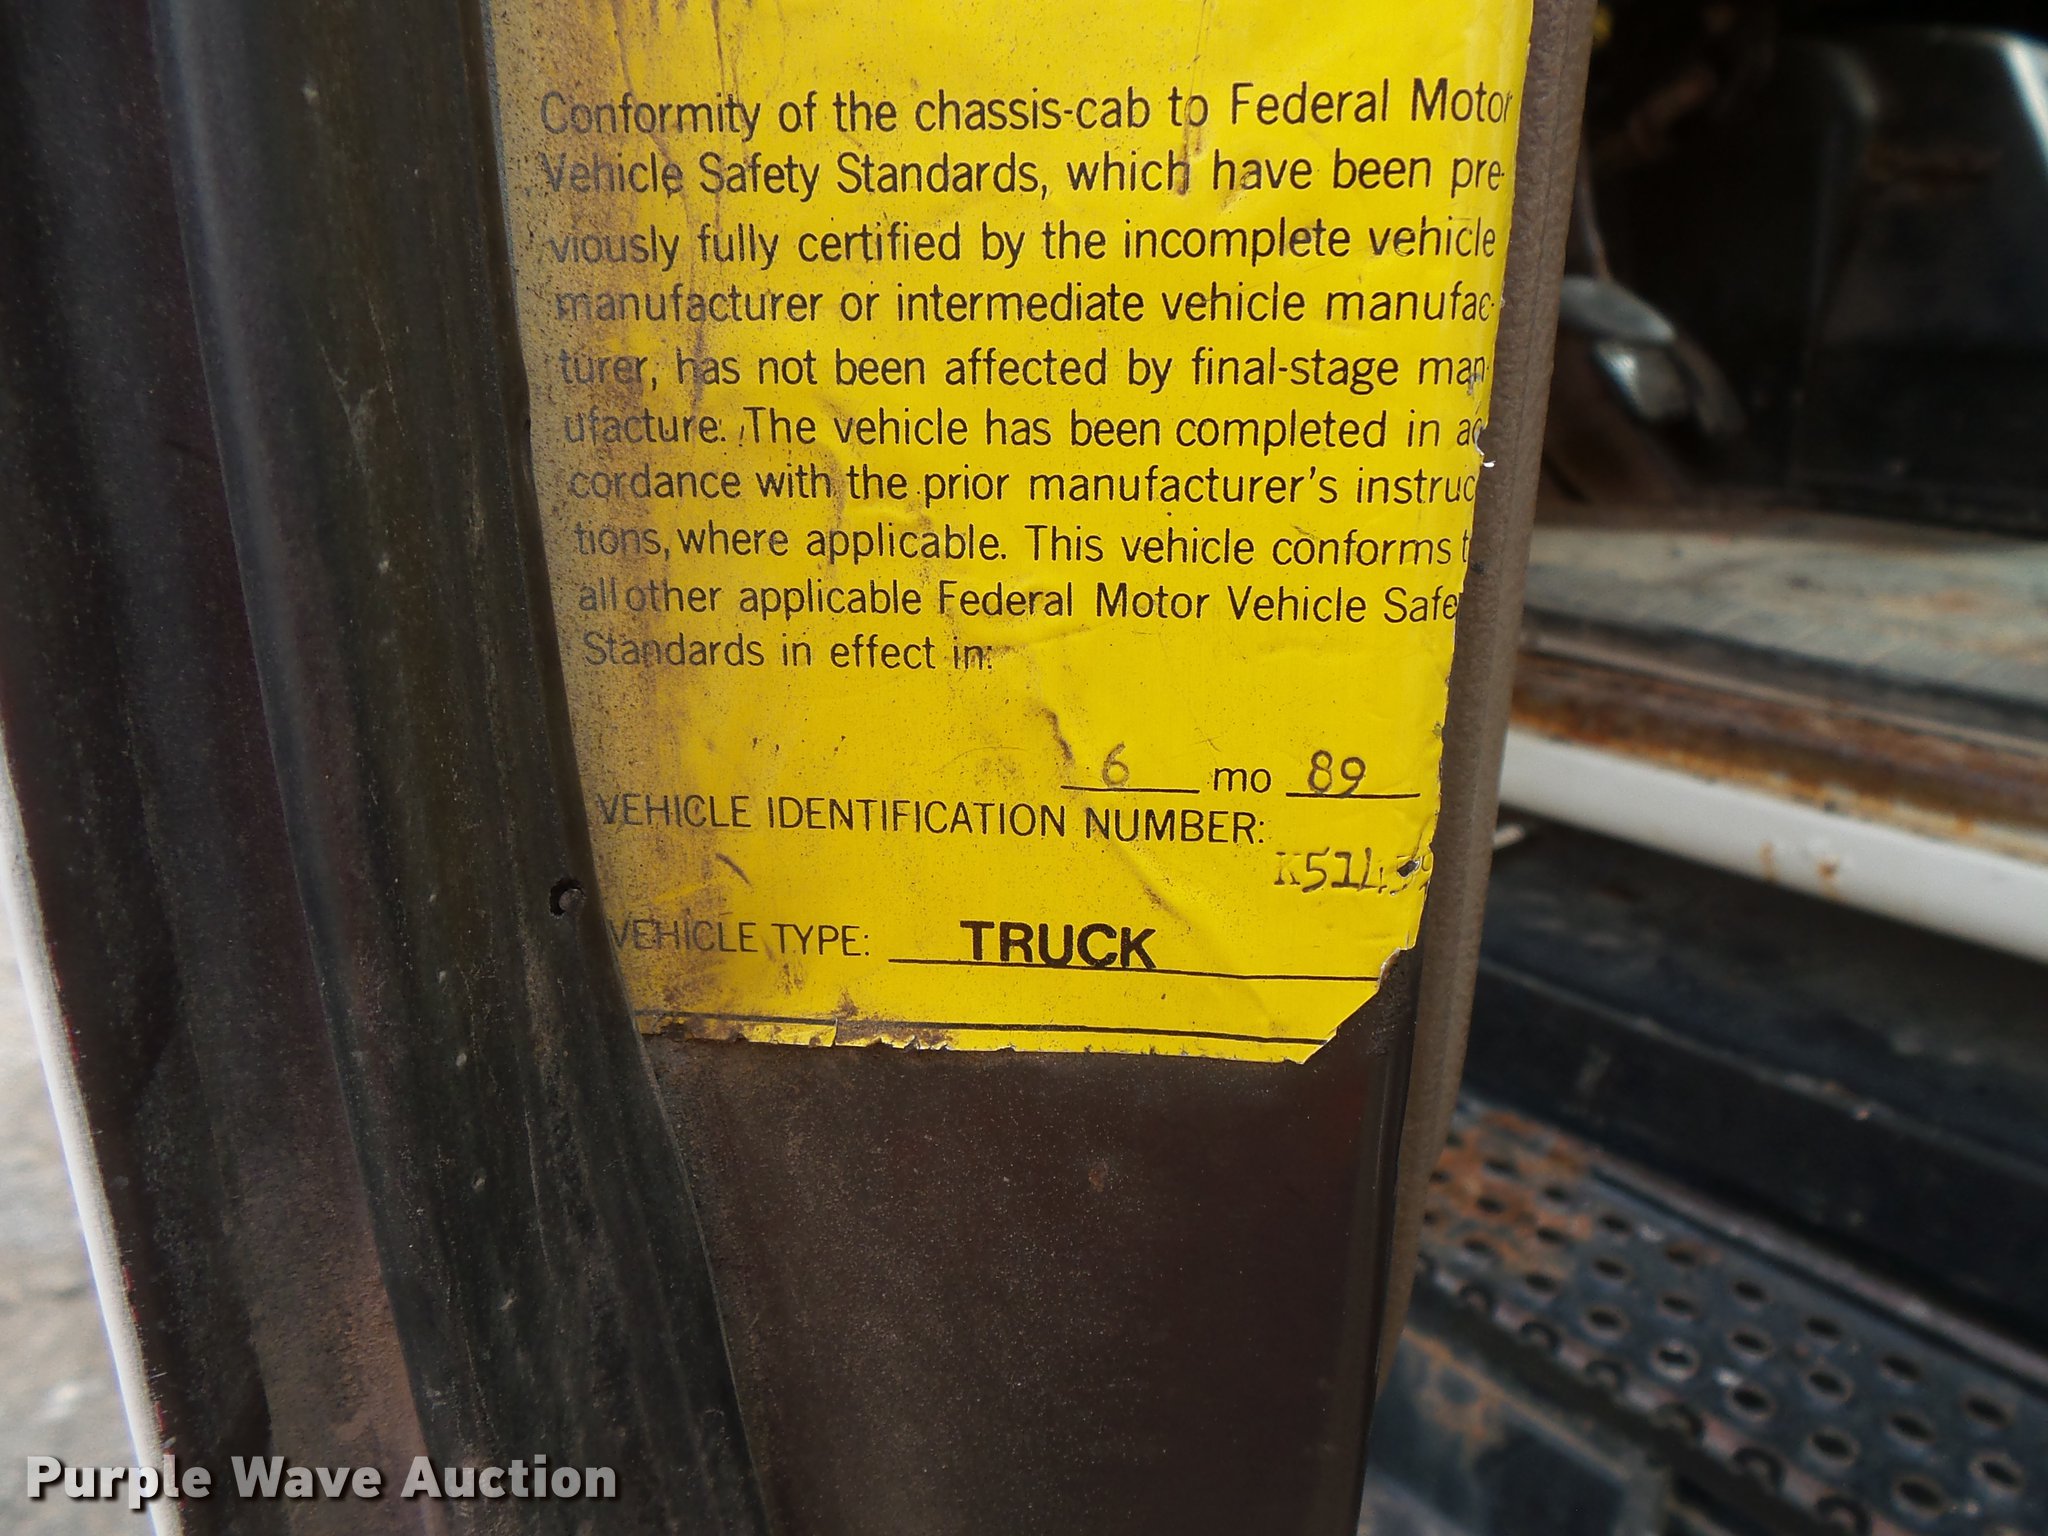 Conformity of the chassis-cab to Federal Motor
Vehicle Safety Standards, which have been pre-
viously fully certified by the incomplete vehicle
manufacturer or intermediate vehicle manufac-
turer, has not been affected by final-stage man-
ufacture. The vehicle has been completed in ac
cordance with the prior manufacturer's instruc
tions, where applicable. This vehicle conforms t
all other applicable Federal Motor Vehicle Safe
Standards in effect in:
6 mo 89
VEHICLE IDENTIFICATION NUMBER:
VEHICLE TYPE: TRUCK
Purple Wave Auction